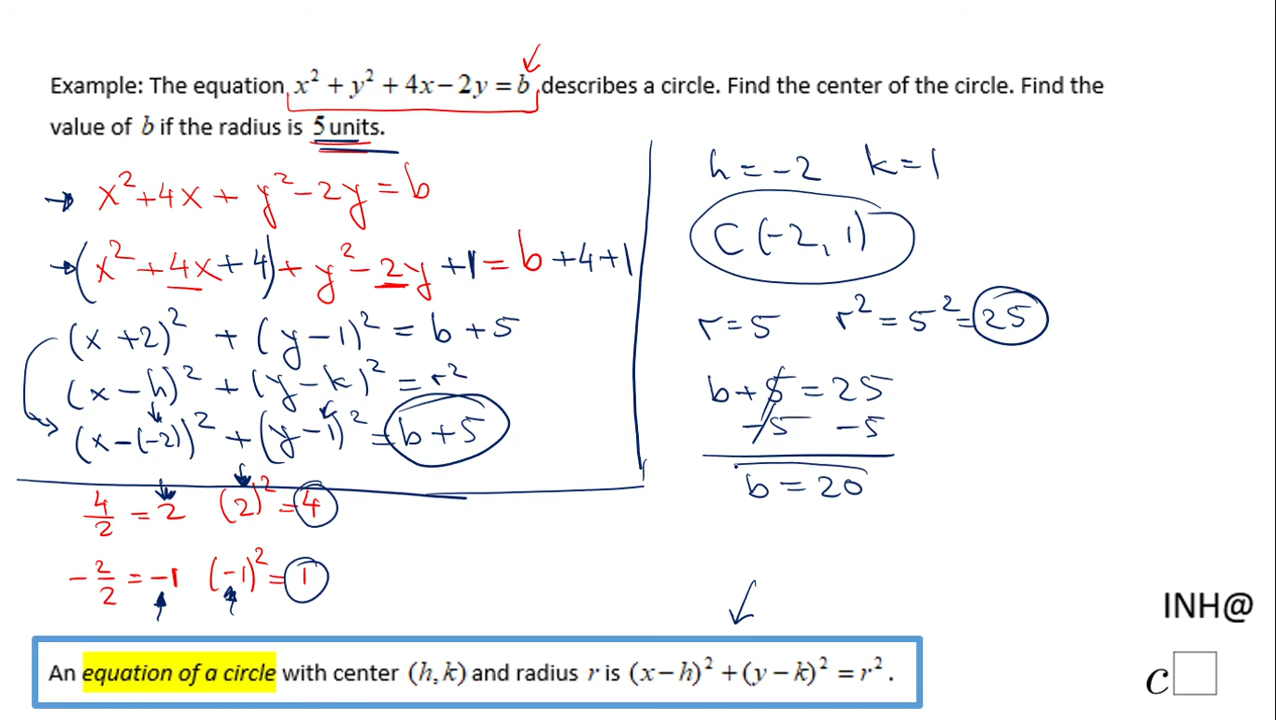 Example: The equation x² + y² + 4x − 2y = b describes a circle. Find the center of the circle. Find the
value of b if the radius is 5 units.
x² + 4x + y² − 2y = b
(x² + 4x + 4) + y² − 2y + 1 = b + 4 + 1
(x + 2)² + (y − 1)² = b + 5
(x − h)² + (y − k)² = r²
(x − (−2))² + (y − 1)² = b + 5
4/2 = 2 (2)² = 4
−2/2 = −1 (−1)² = 1
h = −2 k = 1
C (−2, 1)
r = 5 r² = 5² = 25
b + 5 = 25
−5 −5
b = 20
An equation of a circle with center (h, k) and radius r is (x − h)² + (y − k)² = r².
INH@
c